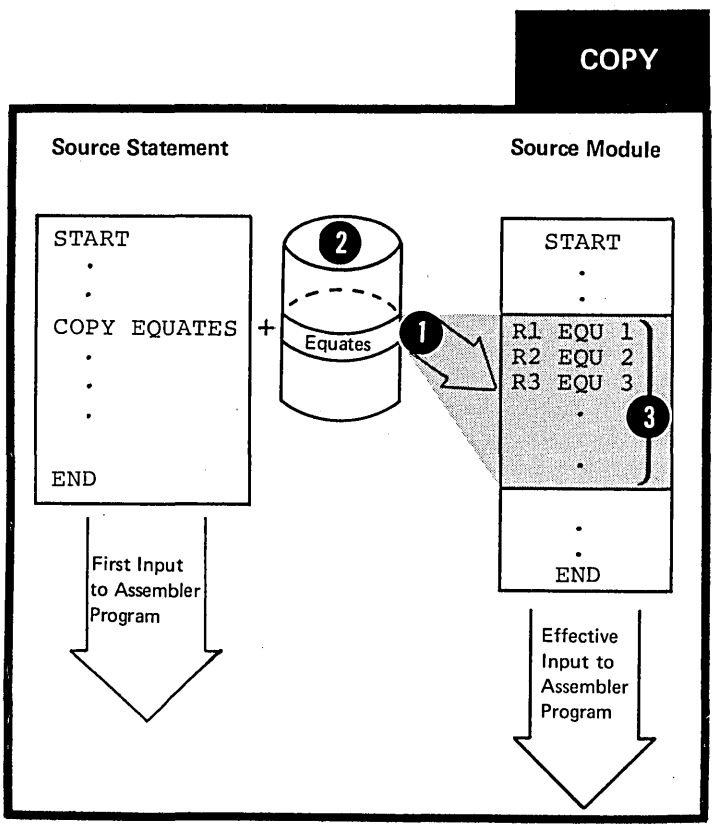 COPY
Source Statement
START
.
.
COPY EQUATES
.
.
.
END
+
2
Equates
1
Source Module
START
.
.
R1 EQU 1
R2 EQU 2
R3 EQU 3
.
.
3
.
.
END
First Input
to Assembler
Program
Effective
Input to
Assembler
Program